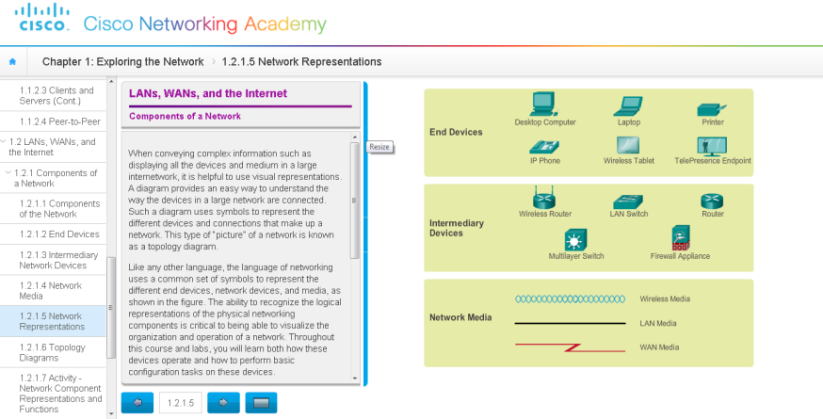 cisco. Cisco Networking Academy
Chapter 1: Exploring the Network > 1.2.1.5 Network Representations
1.1.2.3 Clients and
Servers (Cont.)
1.1.2.4 Peer-to-Peer
1.2 LANs, WANs, and
the Internet
1.2.1 Components of
a Network
1.2.1.1 Components
of the Network
1.2.1.2 End Devices
1.2.1.3 Intermediary
Network Devices
1.2.1.4 Network
Media
1.2.1.5 Network
Representations
1.2.1.6 Topology
Diagrams
1.2.1.7 Activity -
Network Component
Representations and
Functions
LANs, WANs, and the Internet
Components of a Network
When conveying complex information such as
displaying all the devices and medium in a large
internetwork, it is helpful to use visual representations.
A diagram provides an easy way to understand the
way the devices in a large network are connected.
Such a diagram uses symbols to represent the
different devices and connections that make up a
network. This type of "picture" of a network is known
as a topology diagram.
Like any other language, the language of networking
uses a common set of symbols to represent the
different end devices, network devices, and media, as
shown in the figure. The ability to recognize the logical
representations of the physical networking
components is critical to being able to visualize the
organization and operation of a network. Throughout
this course and labs, you will learn both how these
devices operate and how to perform basic
configuration tasks on these devices.
1.2.1.5
Resize
End Devices
Desktop Computer
Laptop
Printer
IP Phone
Wireless Tablet
TelePresence Endpoint
Intermediary
Devices
Wireless Router
LAN Switch
Router
Multilayer Switch
Firewall Appliance
Network Media
Wireless Media
LAN Media
WAN Media